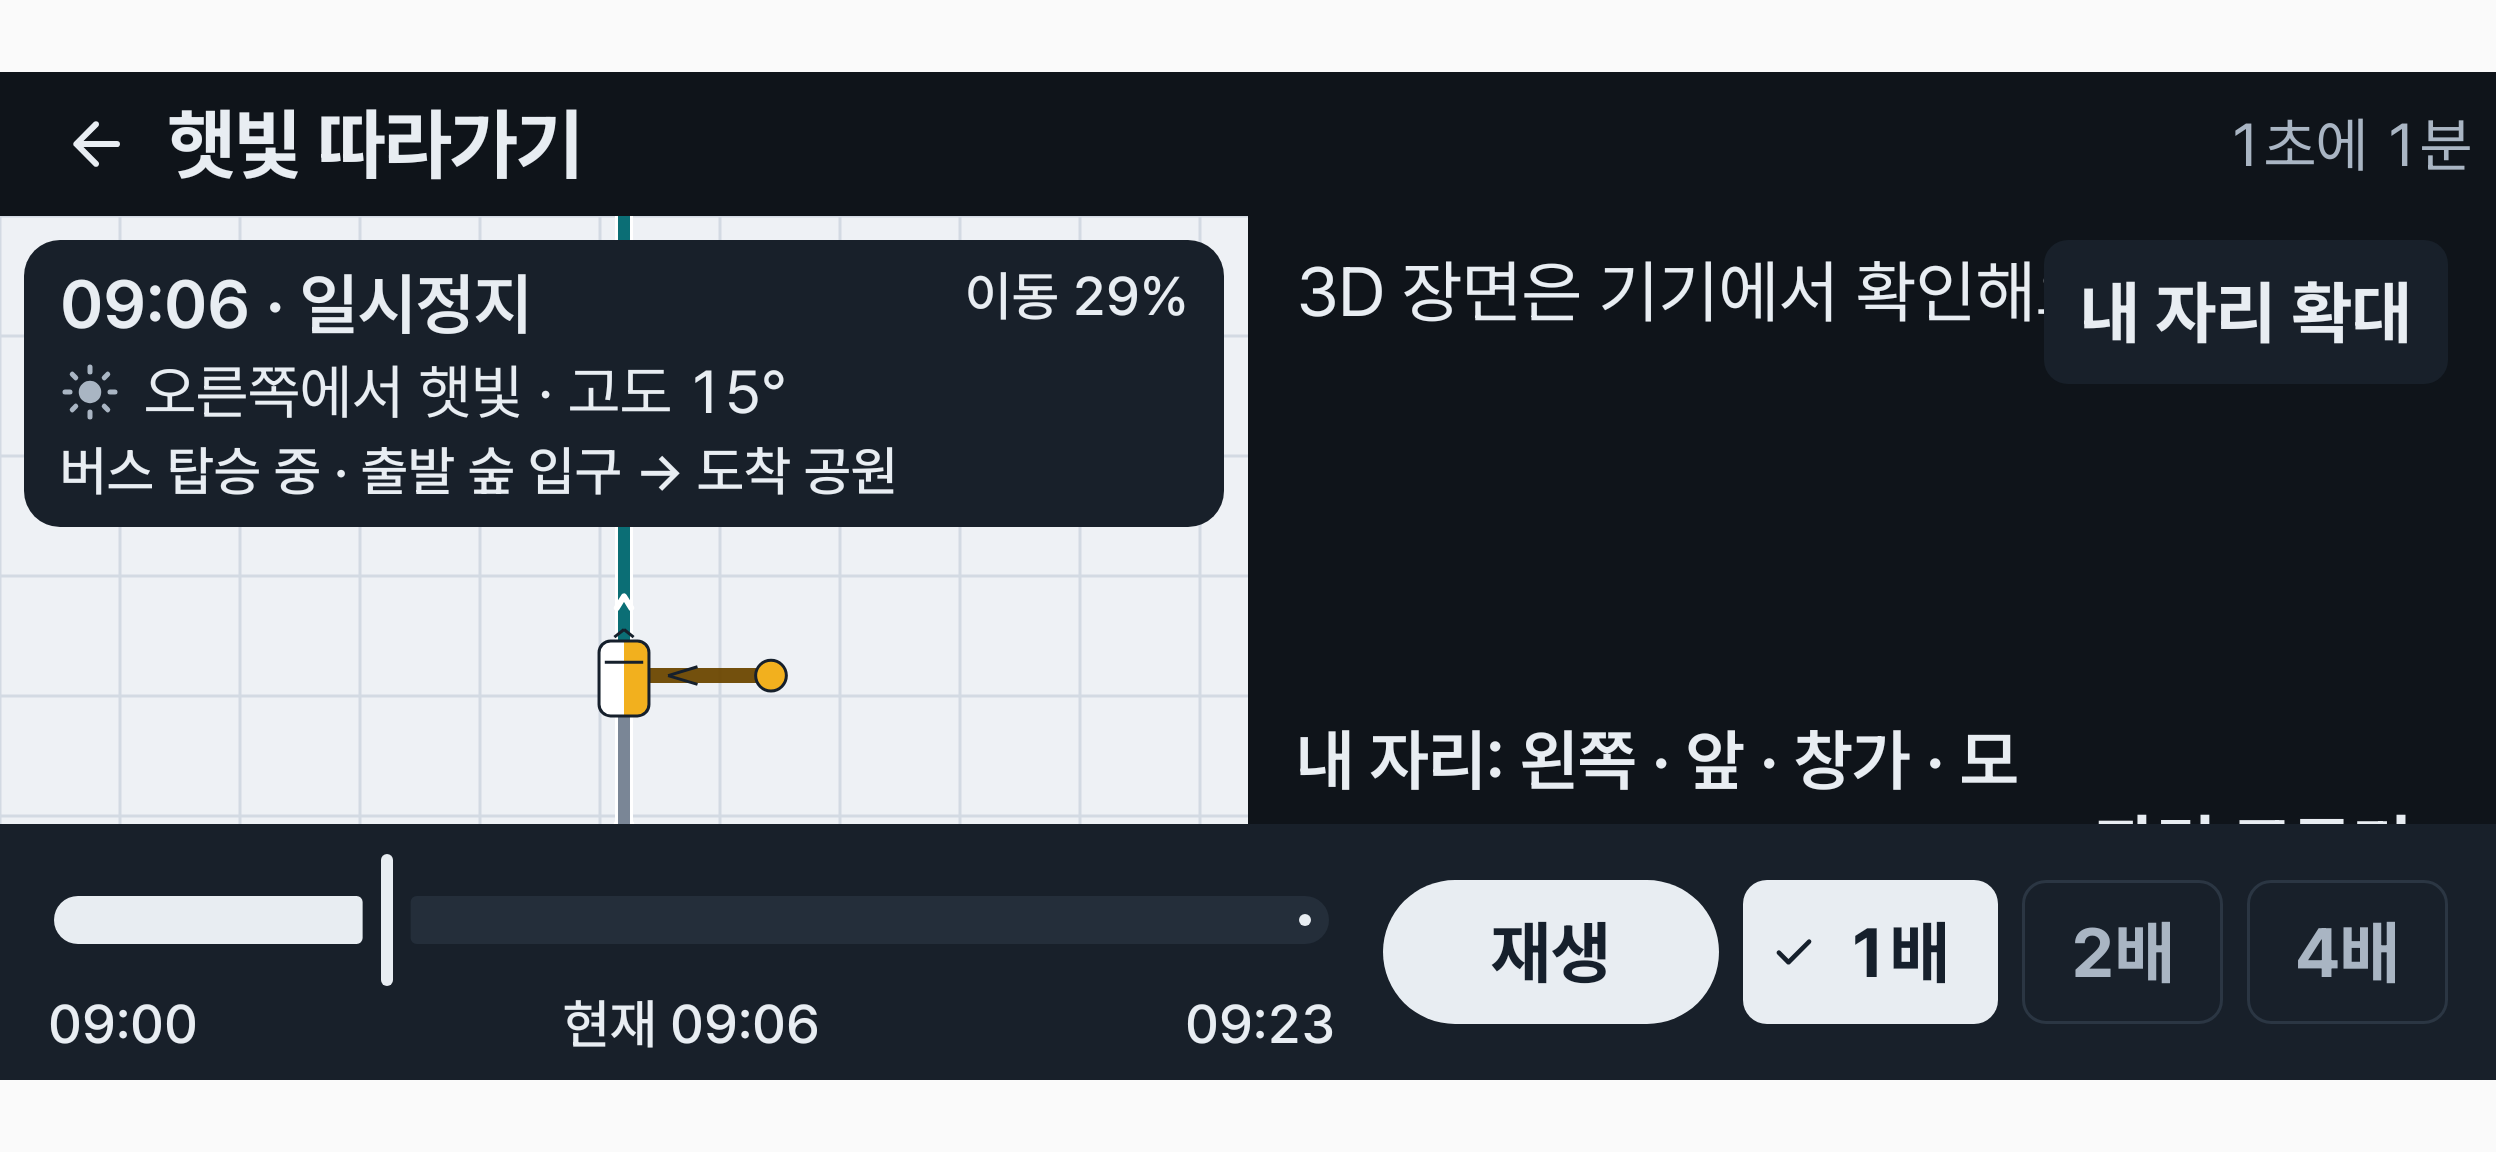 햇빛 따라가기
1초에 1분
09:06 · 일시정지
이동 29%
오른쪽에서 햇빛 · 고도 15°
버스 탑승 중 · 출발 숲 입구 → 도착 공원
3D 장면은 기기에서 확인해.
내 자리 확대
내 자리: 왼쪽 · 앞 · 창가 · 모
재생
1배
2배
4배
09:00
현재 09:06
09:23